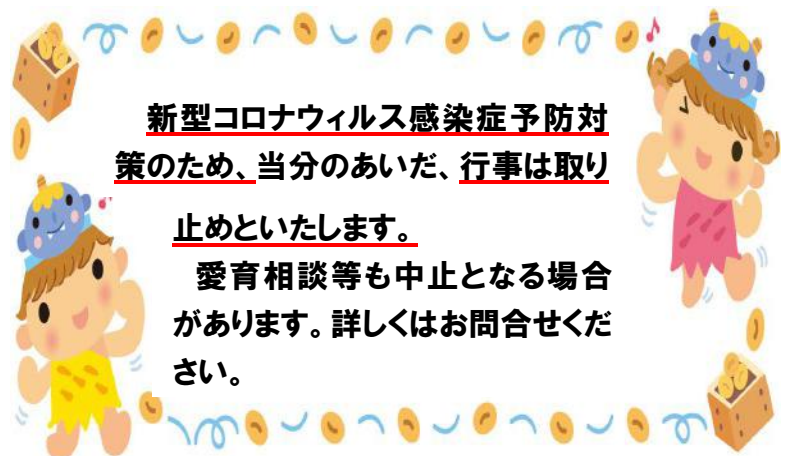 新型コロナウィルス感染症予防対
策のため、当分のあいだ、行事は取り
止めといたします。
愛育相談等も中止となる場合
があります。詳しくはお問合せくだ
さい。